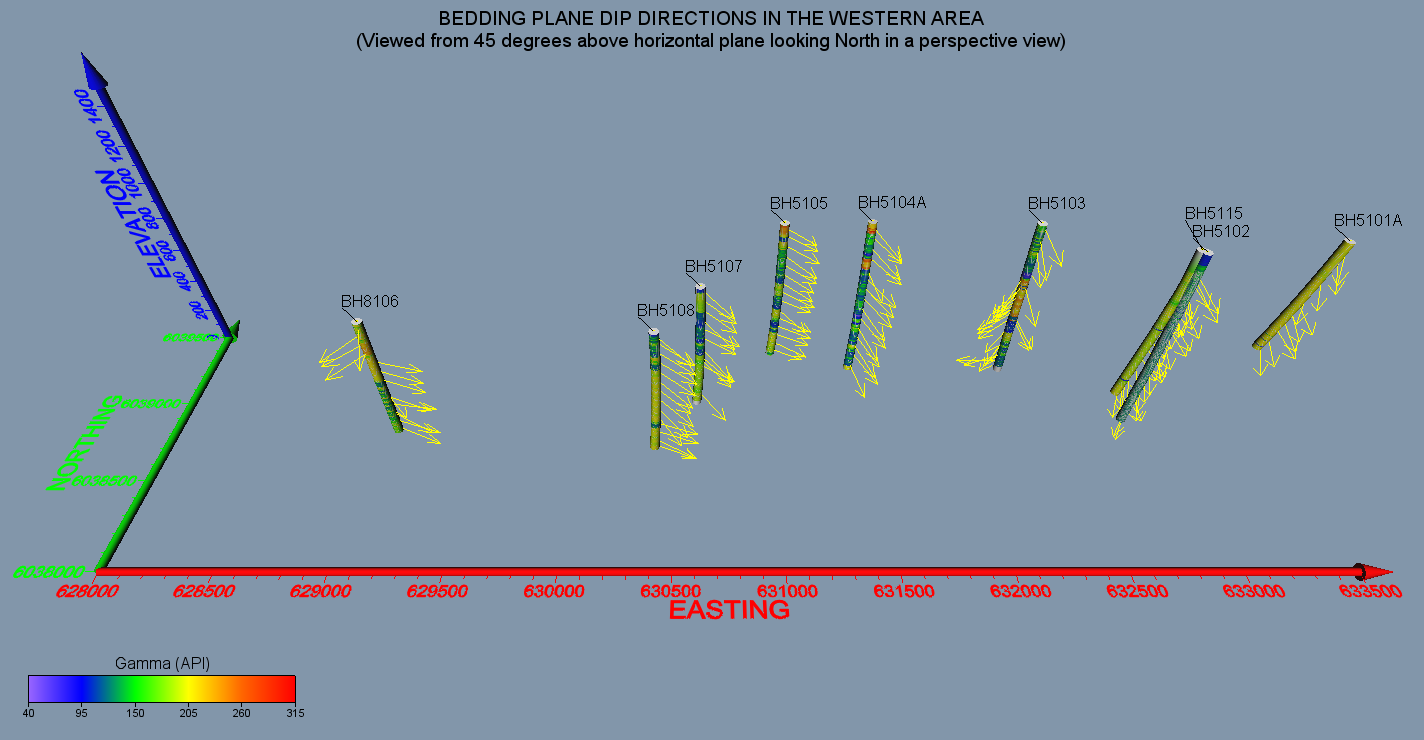 BEDDING PLANE DIP DIRECTIONS IN THE WESTERN AREA
(Viewed from 45 degrees above horizontal plane looking North in a perspective view)
1400
1200
1000
800
600
400
200
ELEVATION
NORTHING
6038000
BH8106
BH5108
BH5107
BH5105
BH5104A
BH5103
BH5115
BH5102
BH5101A
628000 628500 629000 629500 630000 630500 631000 631500 632000 632500 633000 633500
EASTING
Gamma (API)
40 95 150 205 260 315